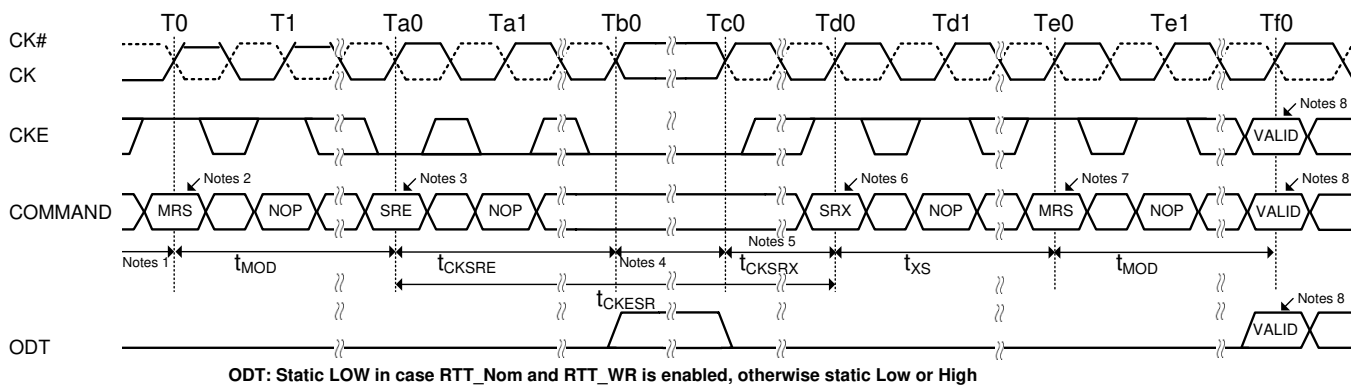 T0 T1 Ta0 Ta1 Tb0 Tc0 Td0 Td1 Te0 Te1 Tf0
CK#
CK
Notes 8
CKE VALID
Notes 2 Notes 3 Notes 6 Notes 7 Notes 8
COMMAND MRS NOP SRE NOP SRX NOP MRS NOP VALID
Notes 1 tMOD tCKSRE Notes 4 Notes 5 tCKSRX tXS tMOD
tCKESR
Notes 8
ODT VALID
ODT: Static LOW in case RTT_Nom and RTT_WR is enabled, otherwise static Low or High